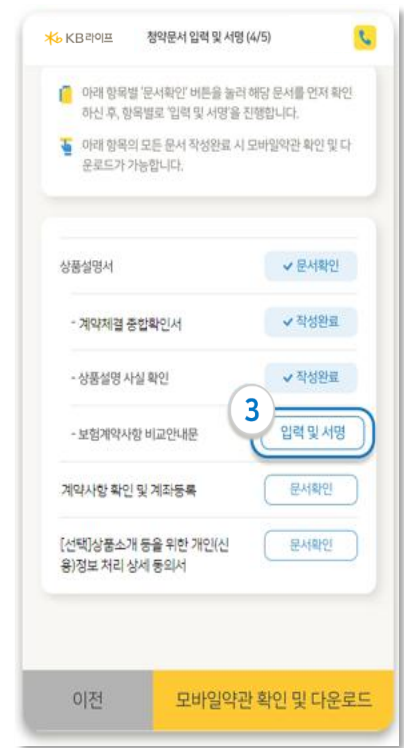 KB라이프 청약문서 입력 및 서명 (4/5)
아래 항목별 '문서확인' 버튼을 눌러 해당 문서를 먼저 확인
하신 후, 항목별로 '입력 및 서명'을 진행합니다.
아래 항목의 모든 문서 작성완료 시 모바일약관 확인 및 다
운로드가 가능합니다.
상품설명서 ✓ 문서확인
- 계약체결 종합확인서 ✓ 작성완료
- 상품설명 사실 확인 ✓ 작성완료
3
- 보험계약사항 비교안내문 입력 및 서명
계약사항 확인 및 계좌등록 문서확인
[선택]상품소개 등을 위한 개인(신 문서확인
용)정보 처리 상세 동의서
이전 모바일약관 확인 및 다운로드